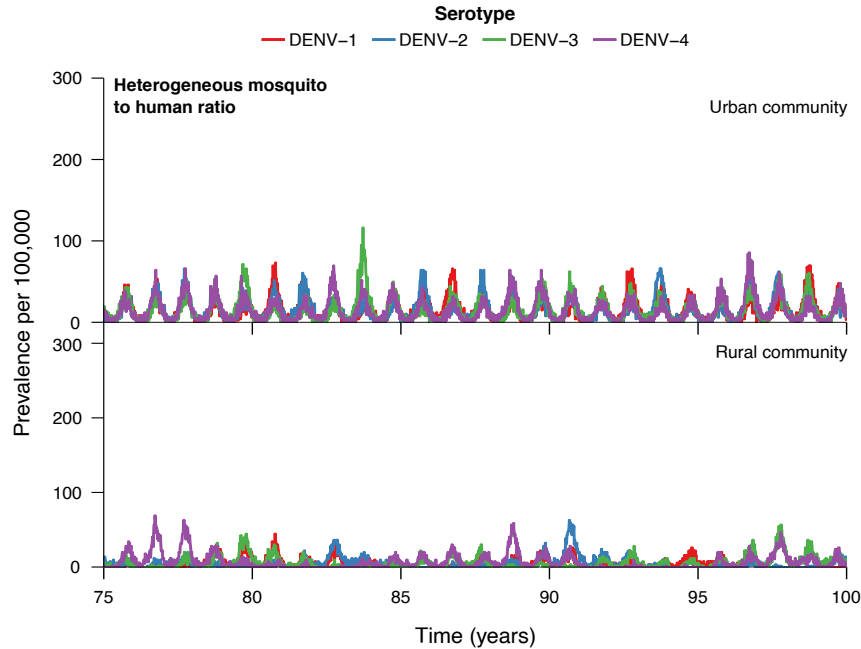 Serotype
DENV−1 DENV−2 DENV−3 DENV−4
Heterogeneous mosquito
to human ratio
Urban community
300
200
100
0
Rural community
300
200
100
0
Prevalence per 100,000
75 80 85 90 95 100
Time (years)